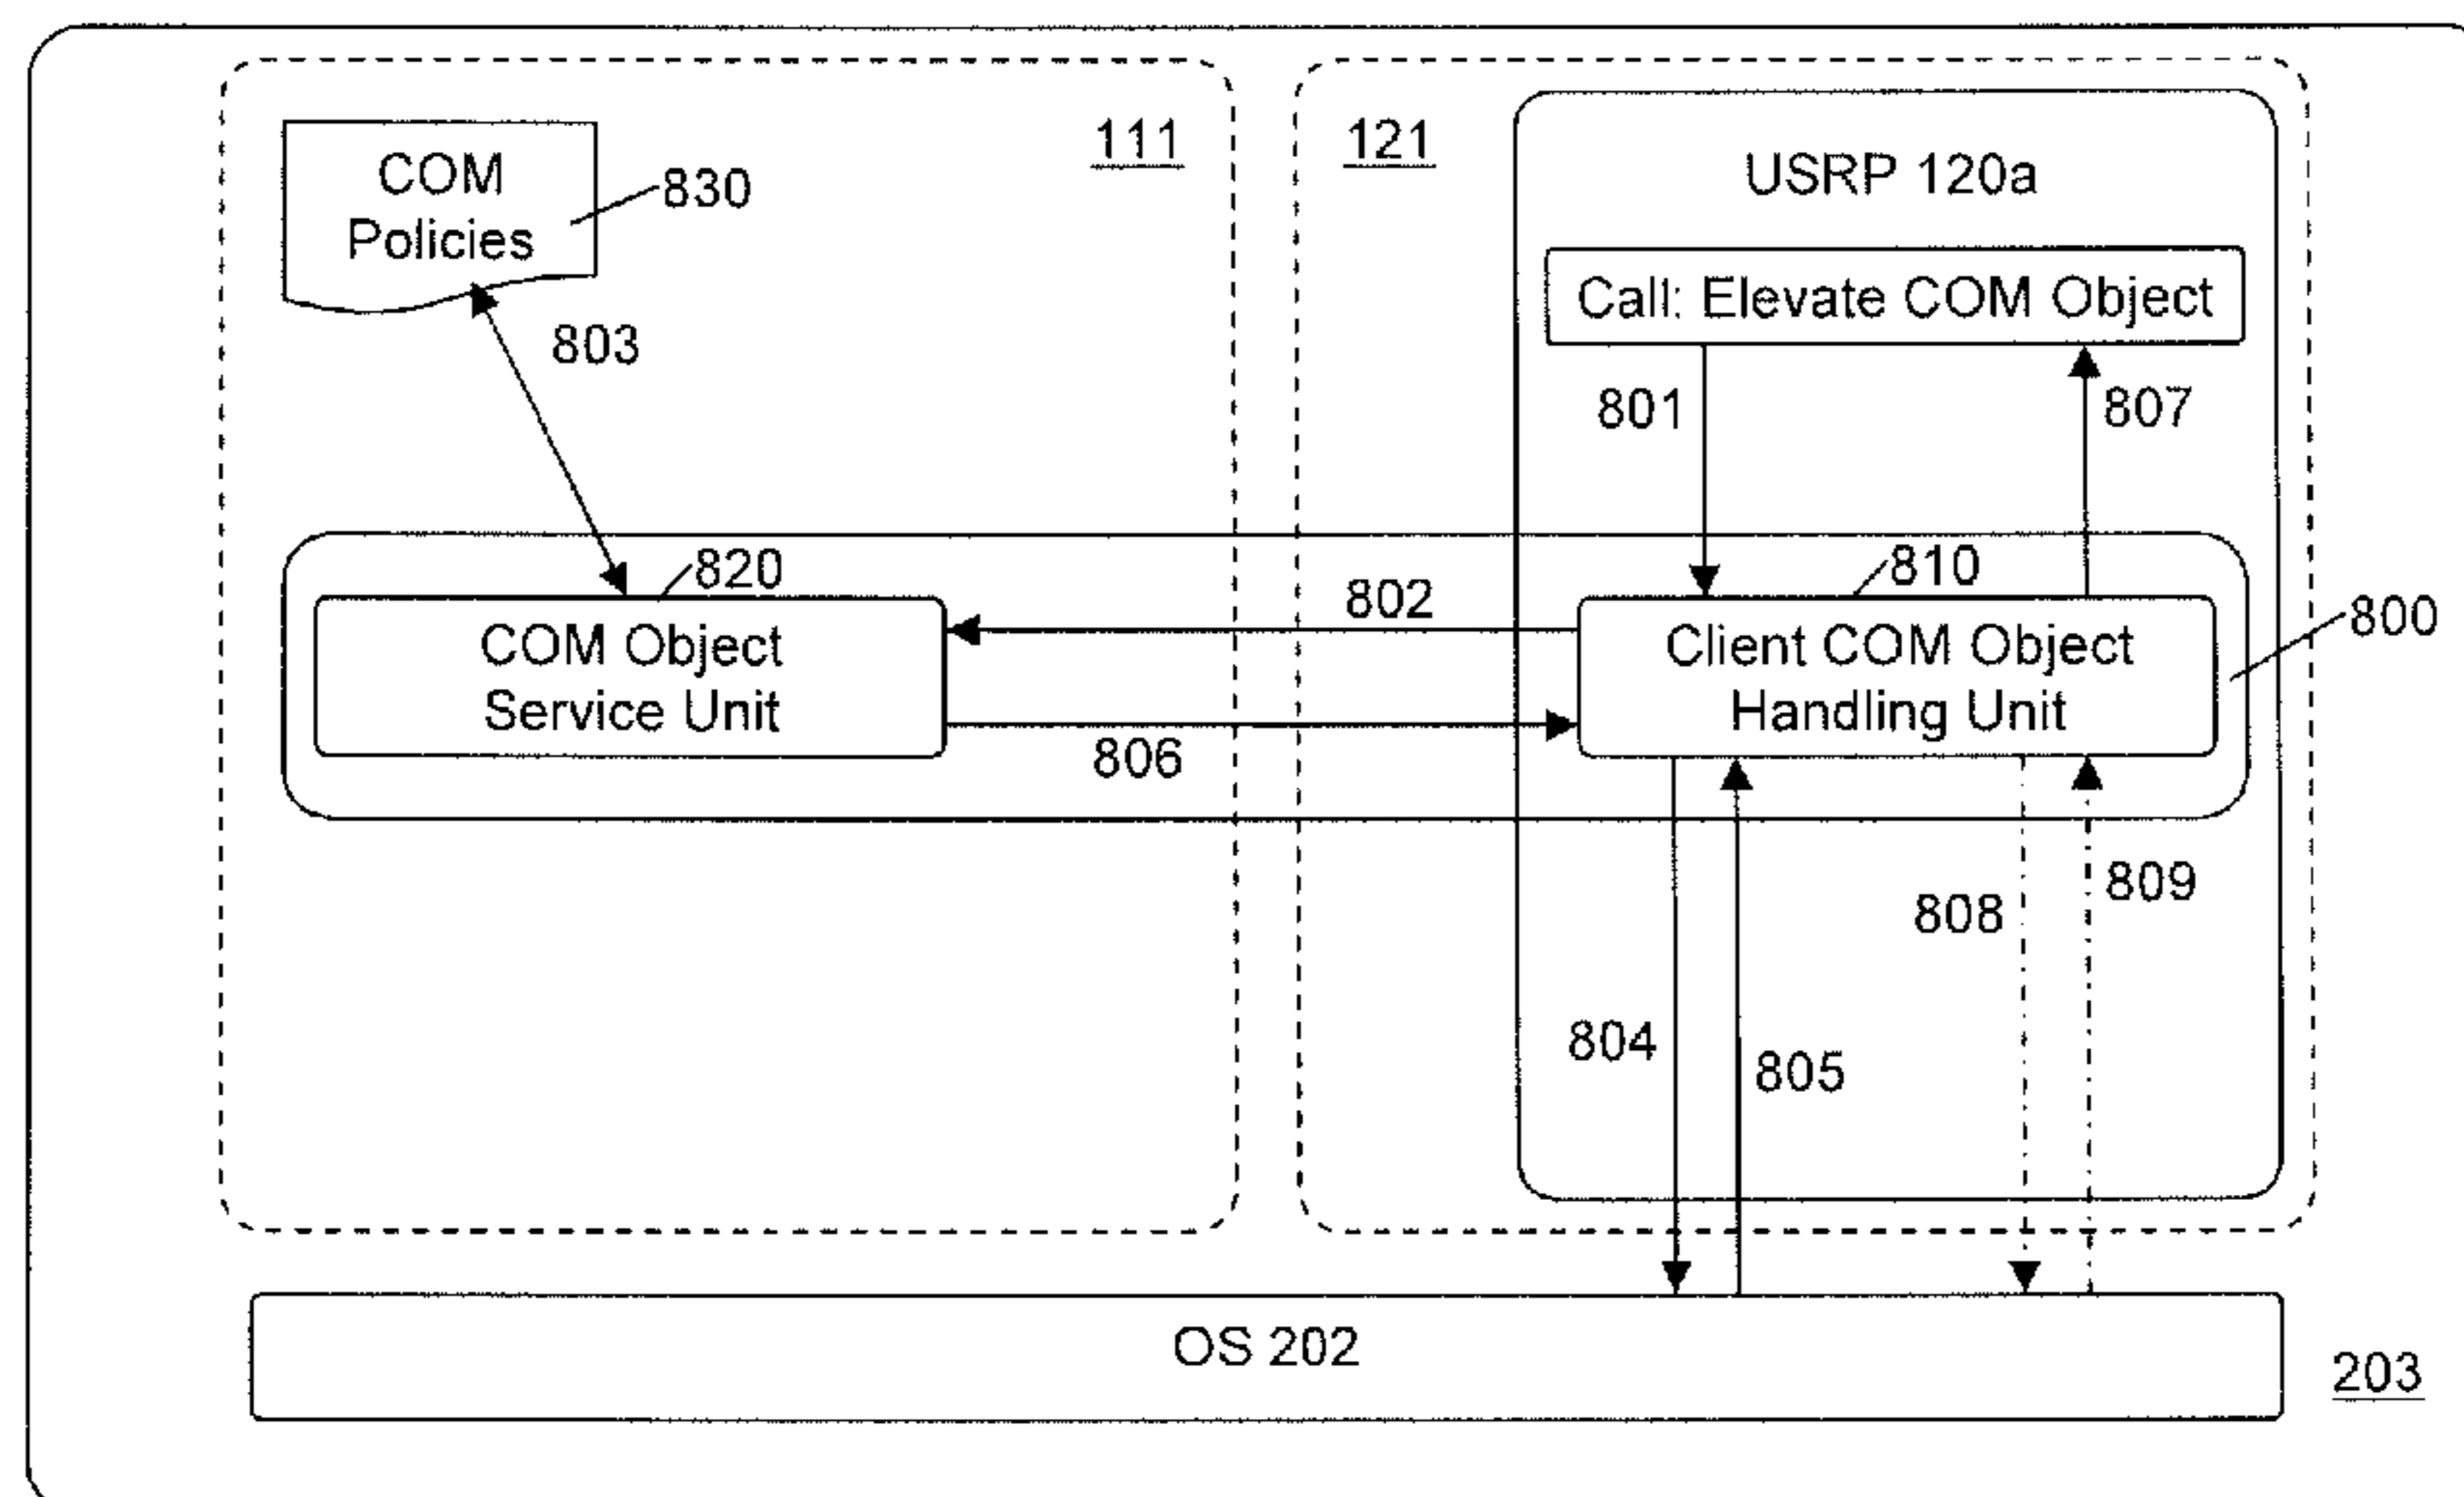 111
121
COM
Policies
830
USRP 120a
Call: Elevate COM Object
803
801
807
820
810
802
800
COM Object
Service Unit
Client COM Object
Handling Unit
806
809
808
804
805
OS 202
203